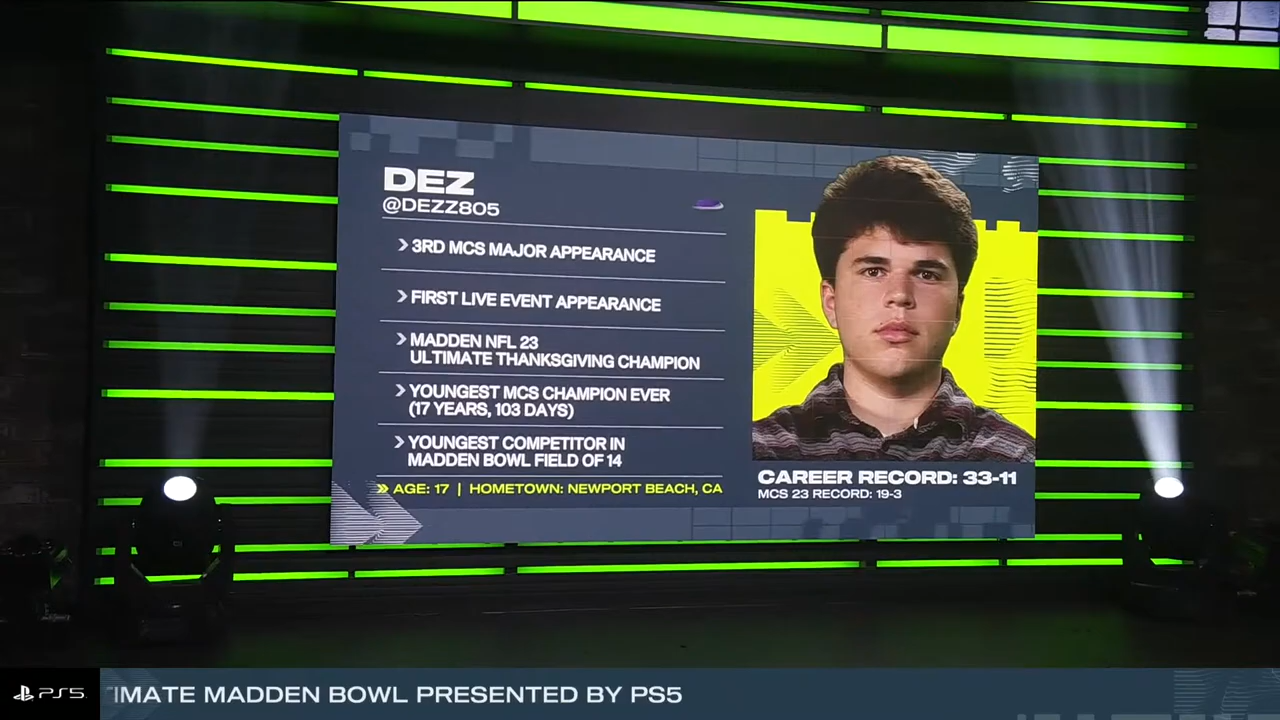 DEZ
@DEZZ805
3RD MCS MAJOR APPEARANCE
FIRST LIVE EVENT APPEARANCE
MADDEN NFL 23
ULTIMATE THANKSGIVING CHAMPION
YOUNGEST MCS CHAMPION EVER
(17 YEARS, 103 DAYS)
YOUNGEST COMPETITOR IN
MADDEN BOWL FIELD OF 14
AGE: 17 | HOMETOWN: NEWPORT BEACH, CA
CAREER RECORD: 33-11
MCS 23 RECORD: 19-3
PS5 IMATE MADDEN BOWL PRESENTED BY PS5